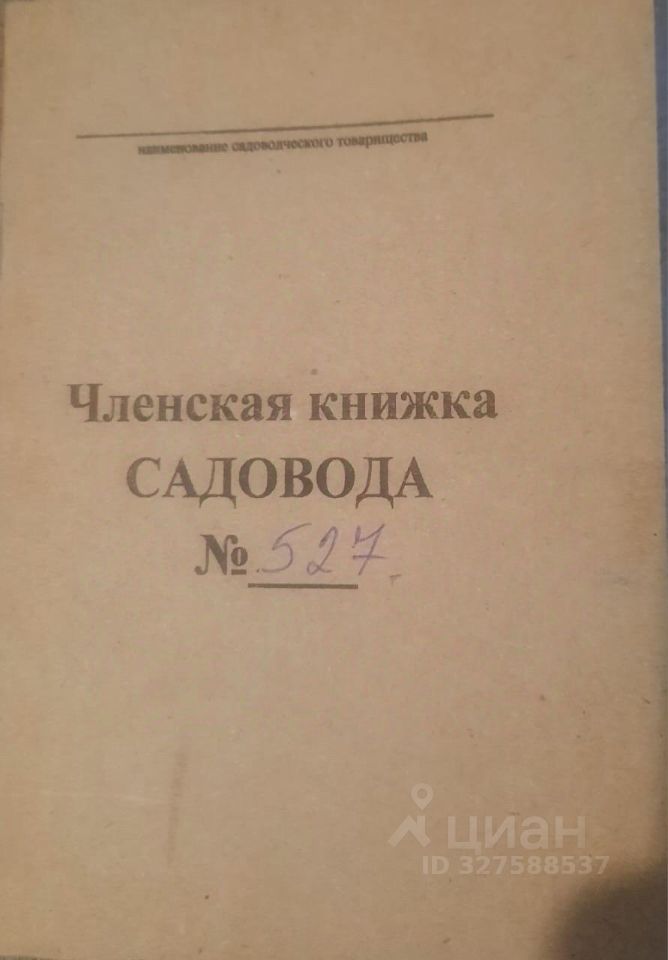 наименование садоводческого товарищества
Членская книжка
САДОВОДА
№ 527
циан
ID 327588537